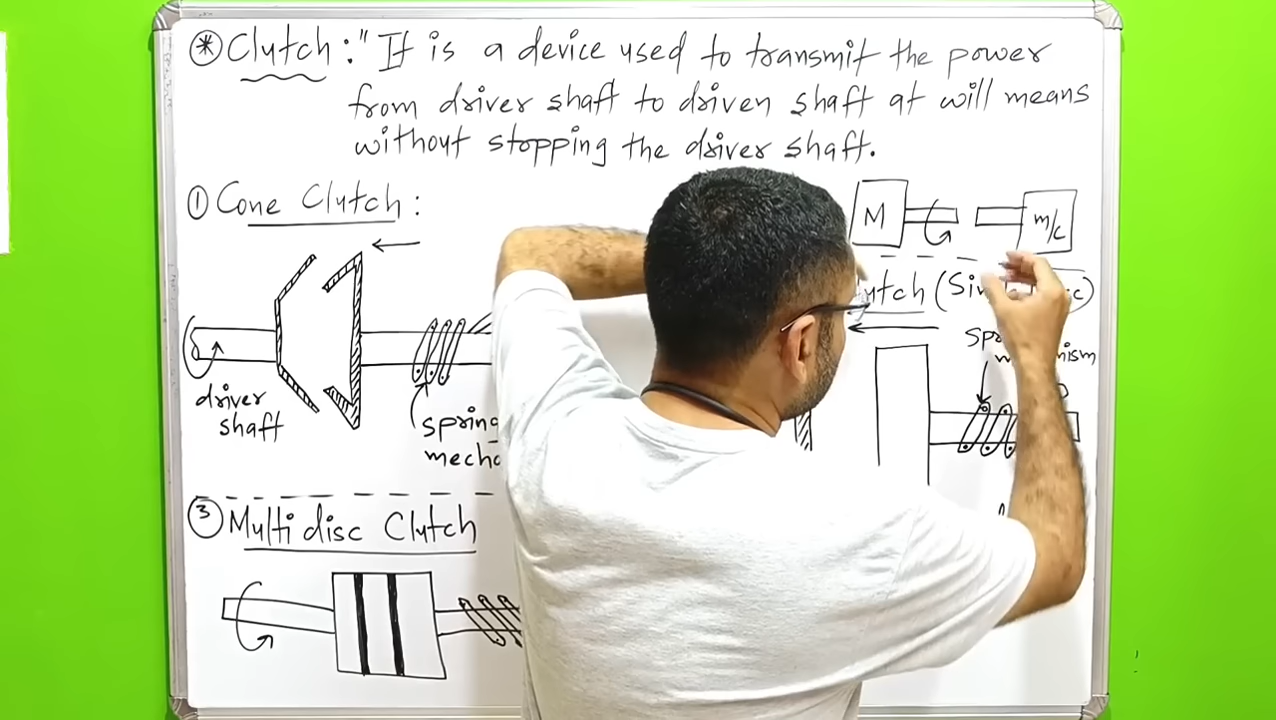 * Clutch : "It is a device used to transmit the power
from driver shaft to driven shaft at will means
without stopping the driver shaft.
① Cone Clutch :
M
m/c
driver
shaft
spring
③ Multi disc Clutch